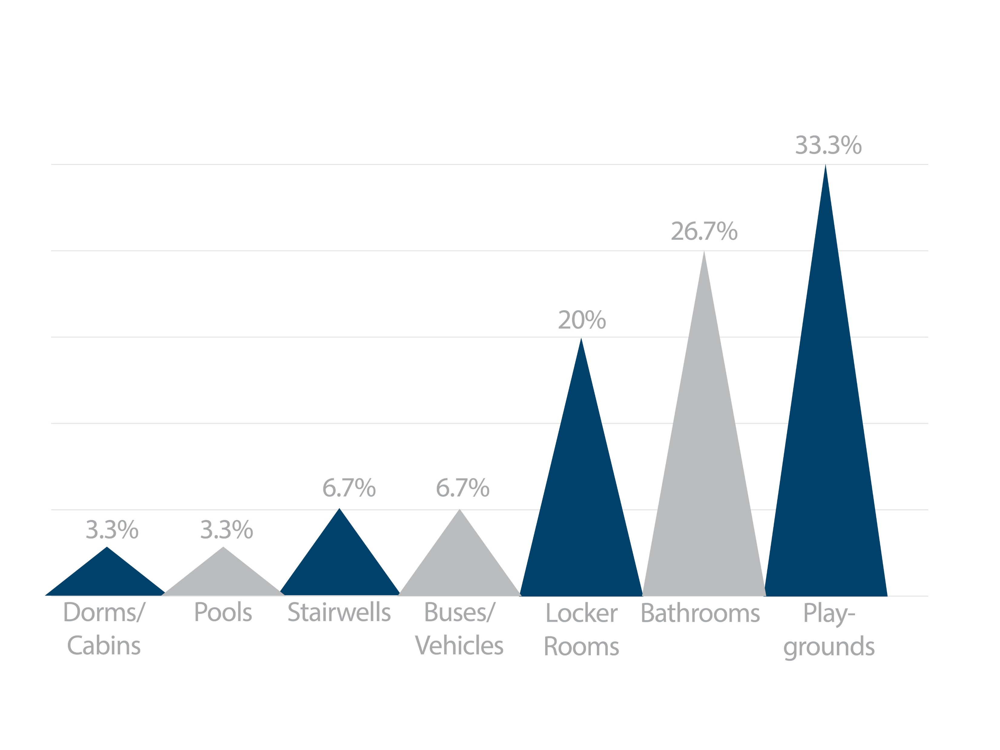 33.3%
26.7%
20%
6.7%
6.7%
3.3%
3.3%
Dorms/
Cabins
Pools
Stairwells
Buses/
Vehicles
Locker
Rooms
Bathrooms
Play-
grounds